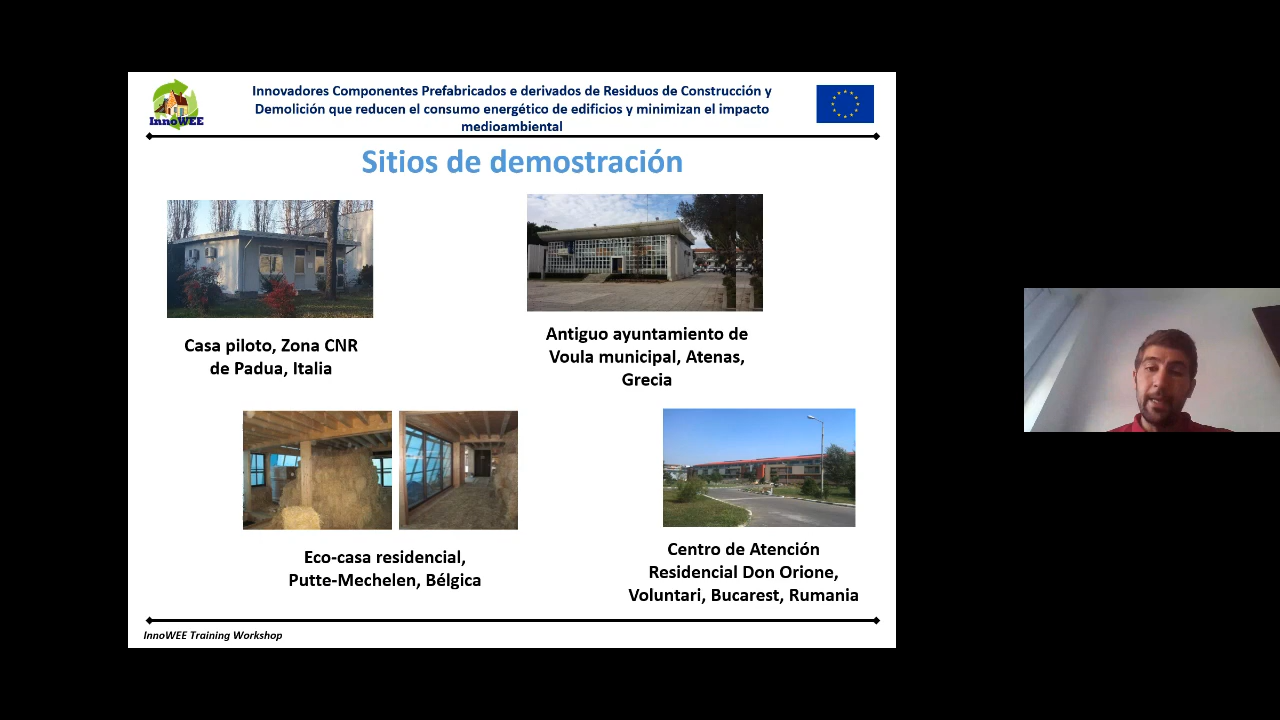 InnoWEE
Innovadores Componentes Prefabricados e derivados de Residuos de Construcción y
Demolición que reducen el consumo energético de edificios y minimizan el impacto
medioambiental
Sitios de demostración
Casa piloto, Zona CNR
de Padua, Italia
Antiguo ayuntamiento de
Voula municipal, Atenas,
Grecia
Eco-casa residencial,
Putte-Mechelen, Bélgica
Centro de Atención
Residencial Don Orione,
Voluntari, Bucarest, Rumania
InnoWEE Training Workshop